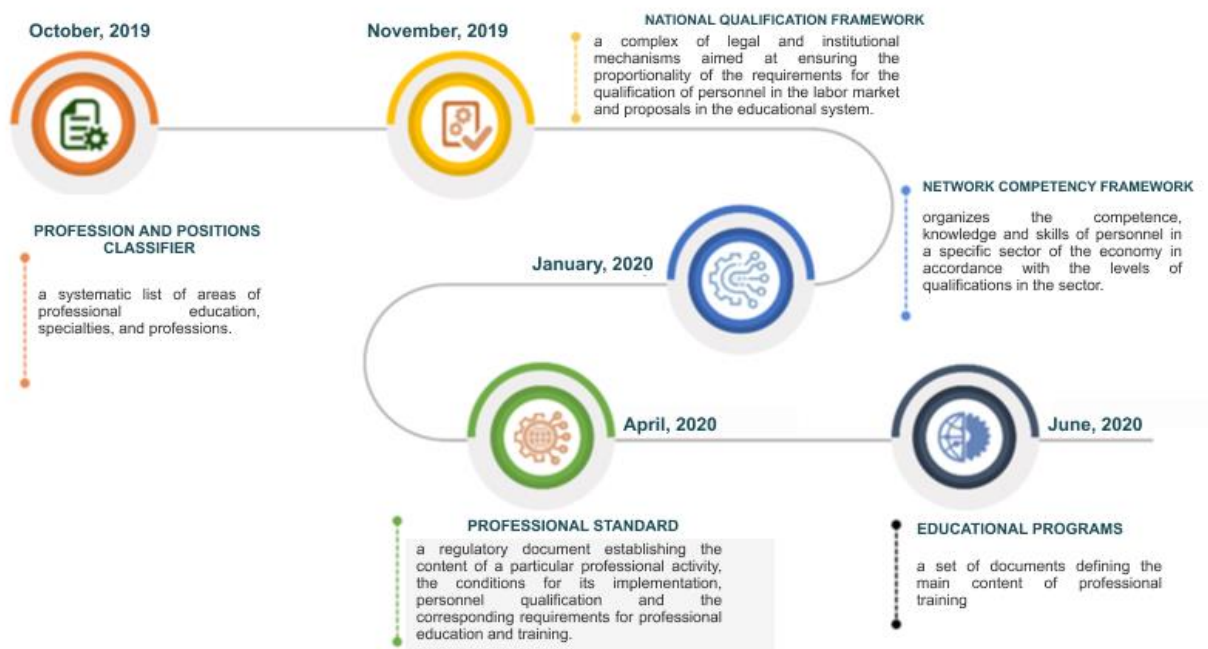 October, 2019
PROFESSION AND POSITIONS
CLASSIFIER
a systematic list of areas of
professional education,
specialties, and professions.
November, 2019
NATIONAL QUALIFICATION FRAMEWORK
a complex of legal and institutional
mechanisms aimed at ensuring the
proportionality of the requirements for the
qualification of personnel in the labor market
and proposals in the educational system.
January, 2020
NETWORK COMPETENCY FRAMEWORK
organizes the competence,
knowledge and skills of personnel in
a specific sector of the economy in
accordance with the levels of
qualifications in the sector.
April, 2020
PROFESSIONAL STANDARD
a regulatory document establishing the
content of a particular professional activity,
the conditions for its implementation,
personnel qualification and the
corresponding requirements for professional
education and training.
June, 2020
EDUCATIONAL PROGRAMS
a set of documents defining the
main content of professional
training